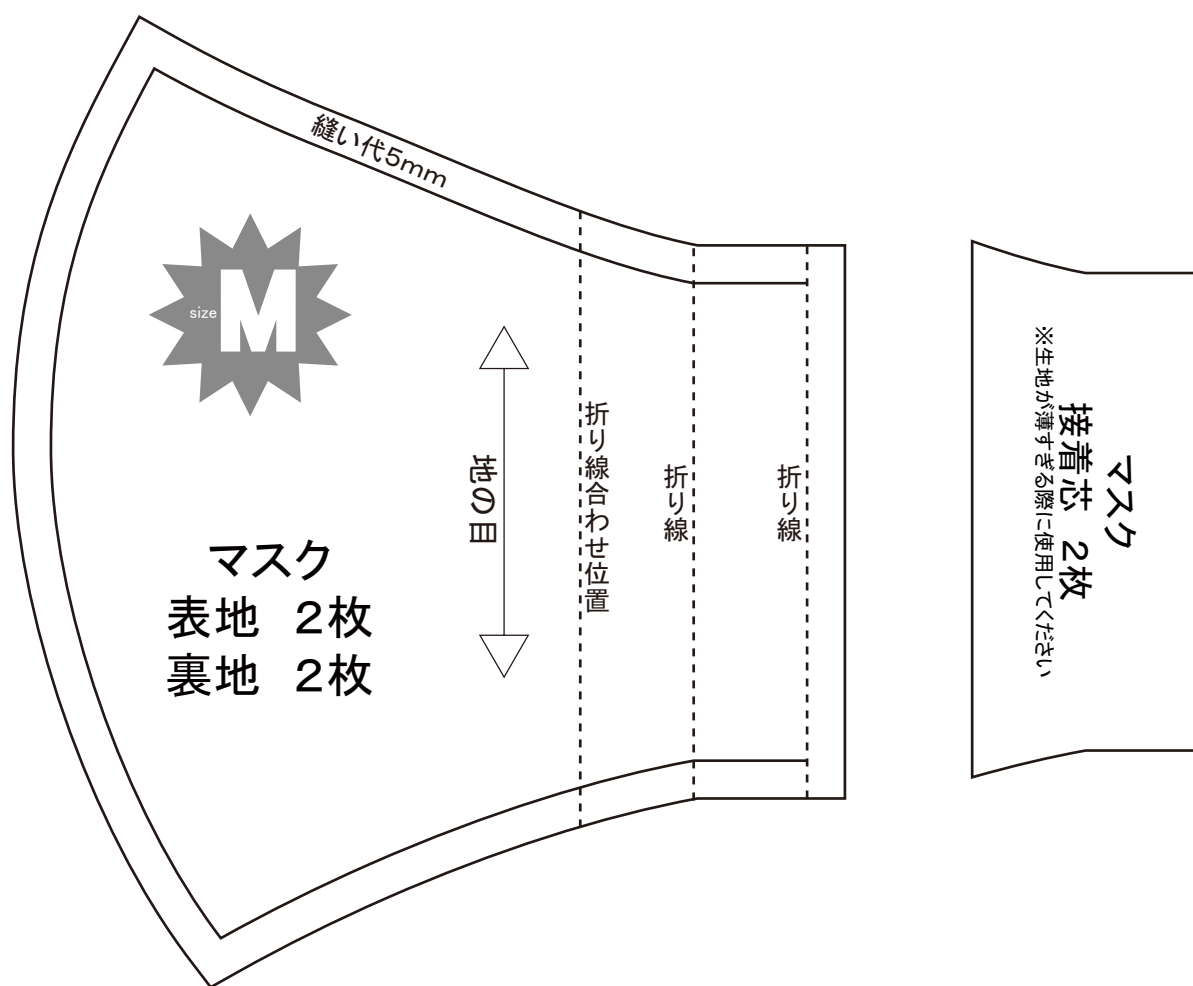 縫い代5mm
size M
マスク
表地 2枚
裏地 2枚
地の目
折り線合わせ位置
折り線
折り線
マスク
接着芯 2枚
※生地が薄すぎる際に使用してください